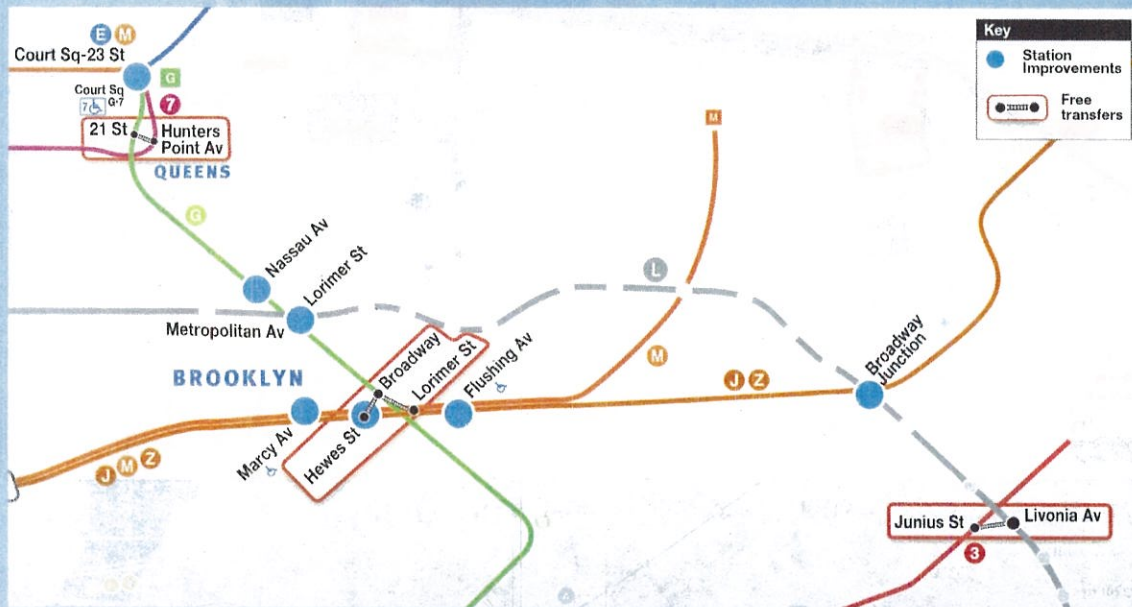 E M
Court Sq-23 St
G
Court Sq
7 G·7
7
21 St
Hunters
Point Av
QUEENS
G
Nassau Av
Lorimer St
Metropolitan Av
L
M
M
BROOKLYN
Broadway
Lorimer St
Flushing Av
Marcy Av
Hewes St
J M Z
J Z
Broadway
Junction
Junius St
Livonia Av
3
Key
Station
Improvements
Free
transfers